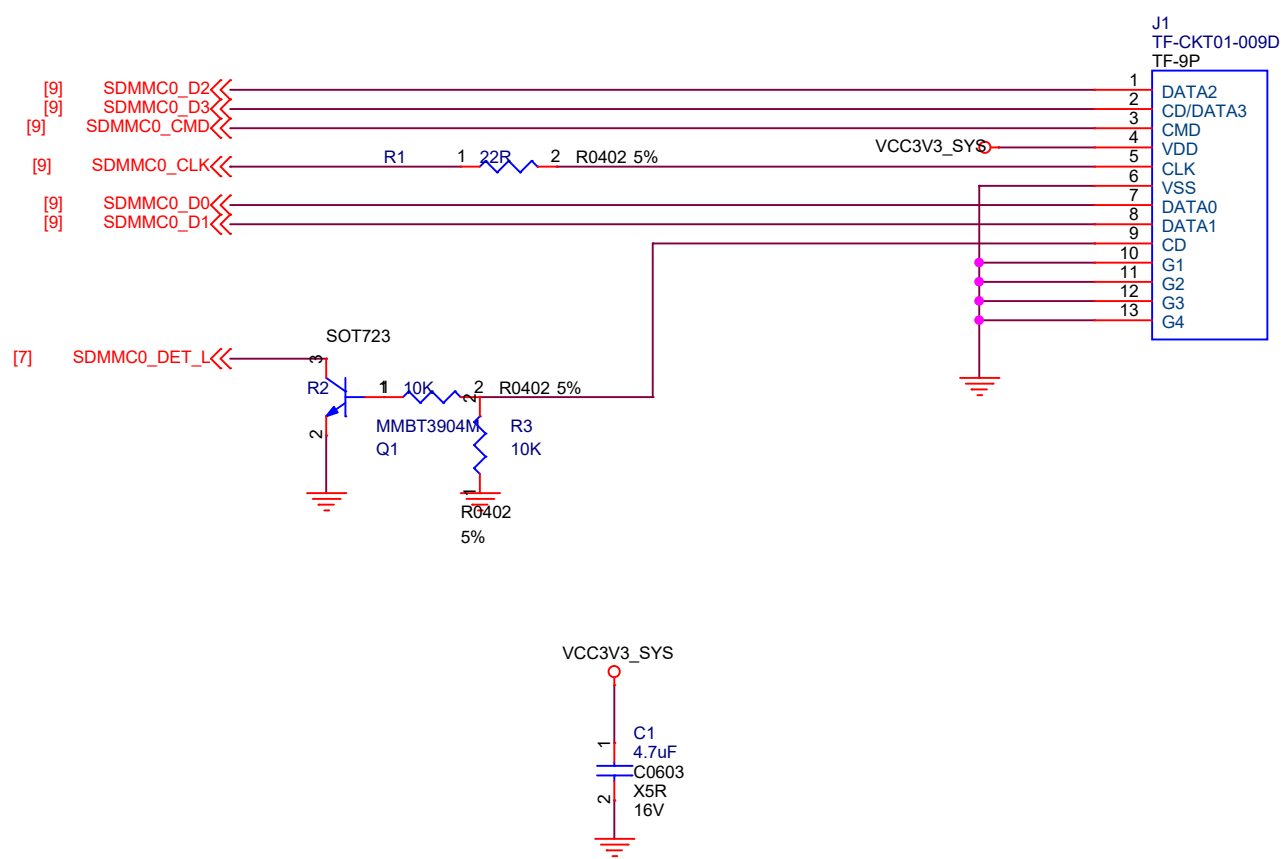 J1
TF-CKT01-009D
TF-9P
[9] SDMMC0_D2 1 DATA2
[9] SDMMC0_D3 2 CD/DATA3
[9] SDMMC0_CMD 3 CMD
VCC3V3_SYS 4 VDD
[9] SDMMC0_CLK R1 1 22R 2 R0402 5% 5 CLK
6 VSS
[9] SDMMC0_D0 7 DATA0
[9] SDMMC0_D1 8 DATA1
9 CD
10 G1
11 G2
12 G3
13 G4
SOT723
[7] SDMMC0_DET_L 3
R2 1 1 10K 2 R0402 5%
2
MMBT3904M R3
2 Q1 10K
1
R0402
5%
VCC3V3_SYS
C1
1 4.7uF
C0603
X5R
2 16V